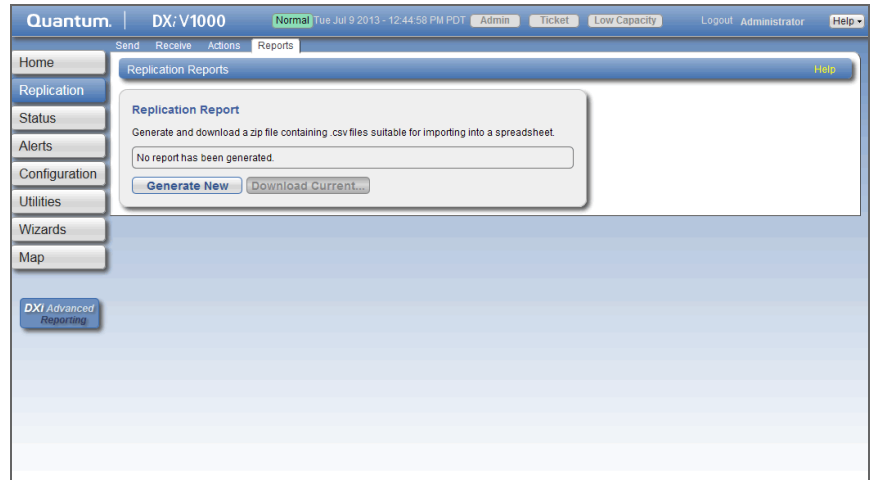 Quantum. DXi V1000 Normal Tue Jul 9 2013 - 12:44:58 PM PDT Admin Ticket Low Capacity Logout Administrator Help
Send Receive Actions Reports
Home
Replication Reports Help
Replication
Status
Alerts
Configuration
Utilities
Wizards
Map
Replication Report
Generate and download a zip file containing .csv files suitable for importing into a spreadsheet.
No report has been generated.
Generate New Download Current...
DXi Advanced
Reporting